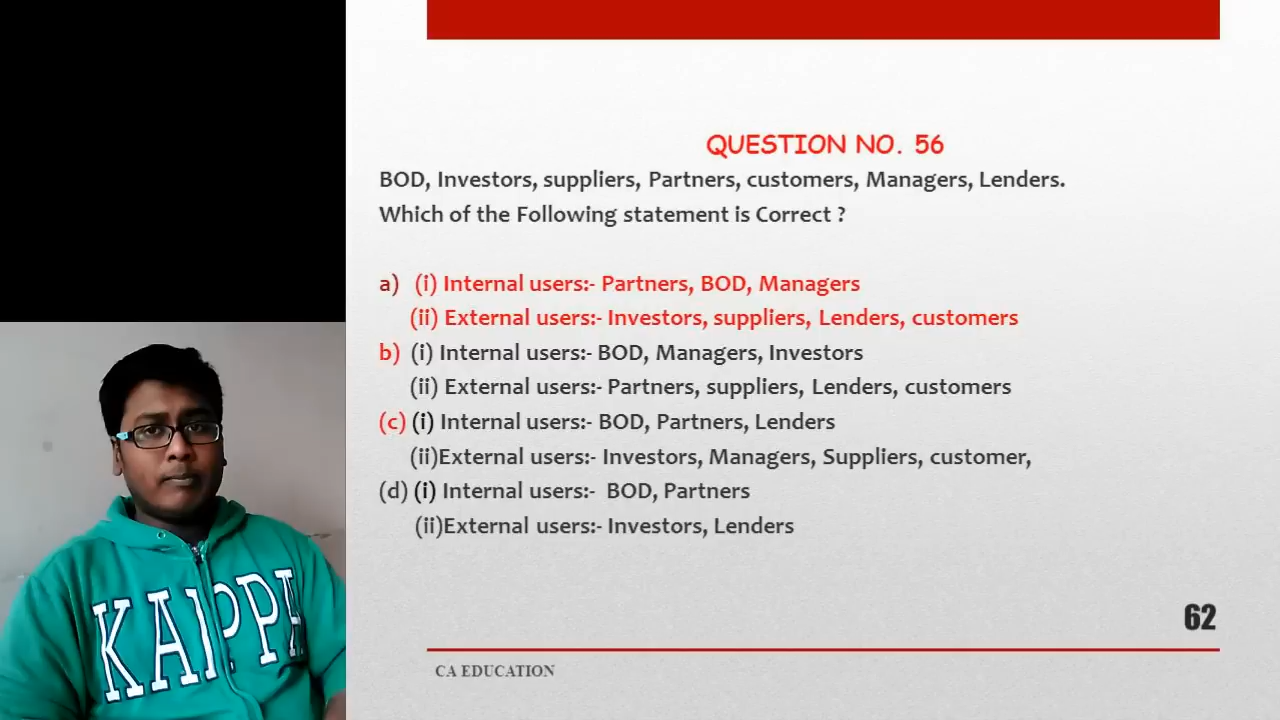 QUESTION NO. 56
BOD, Investors, suppliers, Partners, customers, Managers, Lenders.
Which of the Following statement is Correct ?
a) (i) Internal users:- Partners, BOD, Managers
(ii) External users:- Investors, suppliers, Lenders, customers
b) (i) Internal users:- BOD, Managers, Investors
(ii) External users:- Partners, suppliers, Lenders, customers
(c) (i) Internal users:- BOD, Partners, Lenders
(ii)External users:- Investors, Managers, Suppliers, customer,
(d) (i) Internal users:- BOD, Partners
(ii)External users:- Investors, Lenders
62
CA EDUCATION
KAPPA